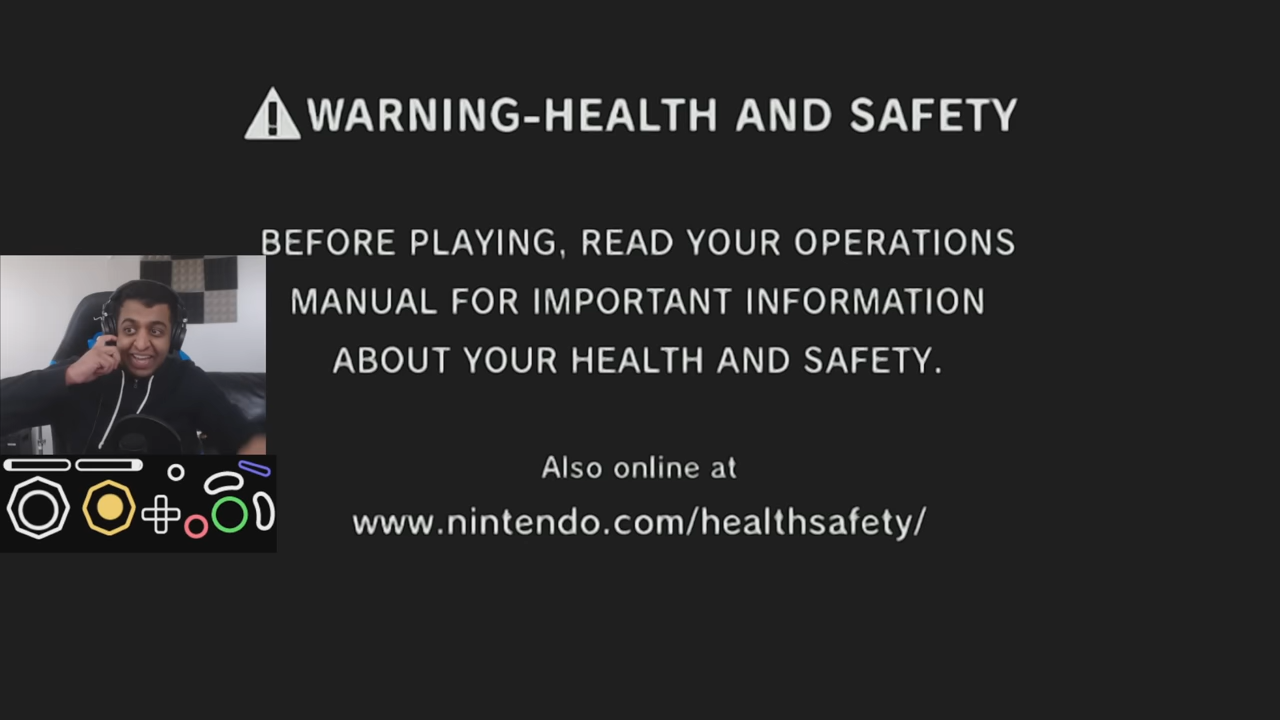 WARNING-HEALTH AND SAFETY
BEFORE PLAYING, READ YOUR OPERATIONS
MANUAL FOR IMPORTANT INFORMATION
ABOUT YOUR HEALTH AND SAFETY.
Also online at
www.nintendo.com/healthsafety/